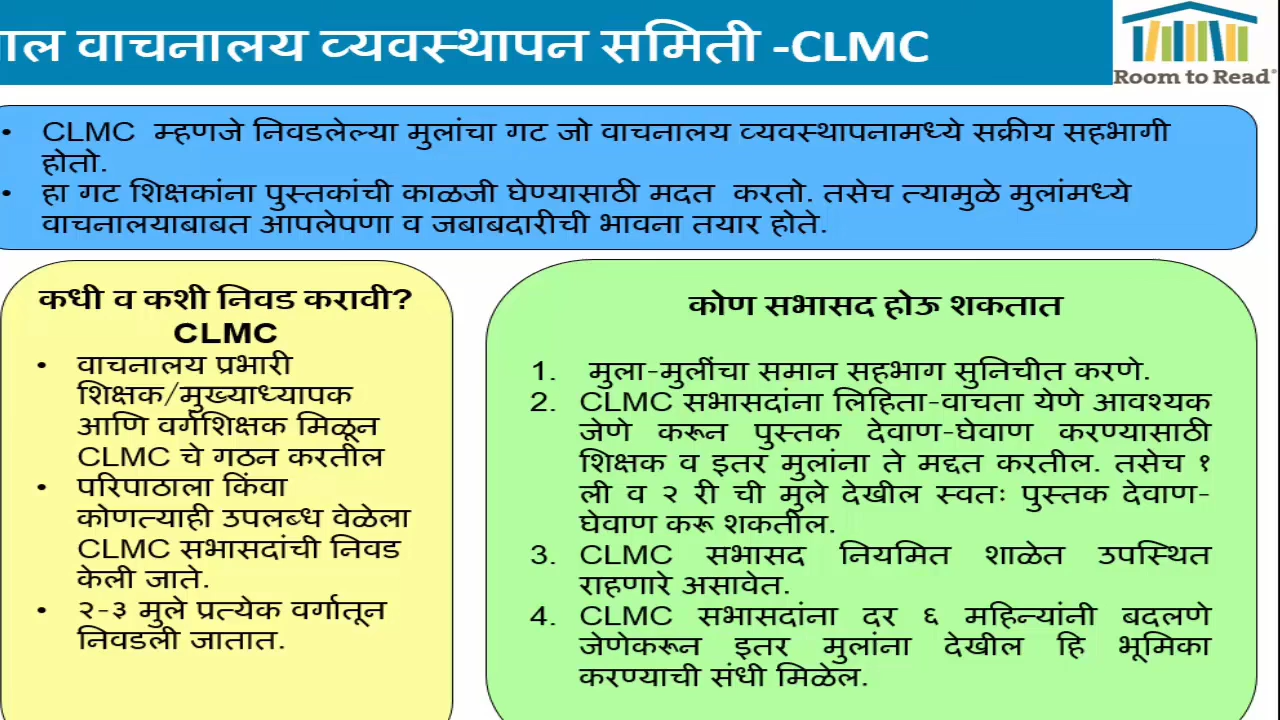 वाचनालय व्यवस्थापन समिती -CLMC
Room to Read®
• CLMC म्हणजे निवडलेल्या मुलांचा गट जो वाचनालय व्यवस्थापनामध्ये सक्रीय सहभागी
होतो.
• हा गट शिक्षकांना पुस्तकांची काळजी घेण्यासाठी मदत करतो. तसेच त्यामुळे मुलांमध्ये
वाचनालयाबाबत आपलेपणा व जबाबदारीची भावना तयार होते.
कधी व कशी निवड करावी?
CLMC
• वाचनालय प्रभारी
शिक्षक/मुख्याध्यापक
आणि वर्गशिक्षक मिळून
CLMC चे गठन करतील
• परिपाठाला किंवा
कोणत्याही उपलब्ध वेळेला
CLMC सभासदांची निवड
केली जाते.
• २-३ मुले प्रत्येक वर्गातून
निवडली जातात.
कोण सभासद होऊ शकतात
1. मुला-मुलींचा समान सहभाग सुनिचीत करणे.
2. CLMC सभासदांना लिहिता-वाचता येणे आवश्यक
जेणे करून पुस्तक देवाण-घेवाण करण्यासाठी
शिक्षक व इतर मुलांना ते मद्दत करतील. तसेच १
ली व २ री ची मुले देखील स्वतः पुस्तक देवाण-
घेवाण करू शकतील.
3. CLMC सभासद नियमित शाळेत उपस्थित
राहणारे असावेत.
4. CLMC सभासदांना दर ६ महिन्यांनी बदलणे
जेणेकरून इतर मुलांना देखील हि भूमिका
करण्याची संधी मिळेल.